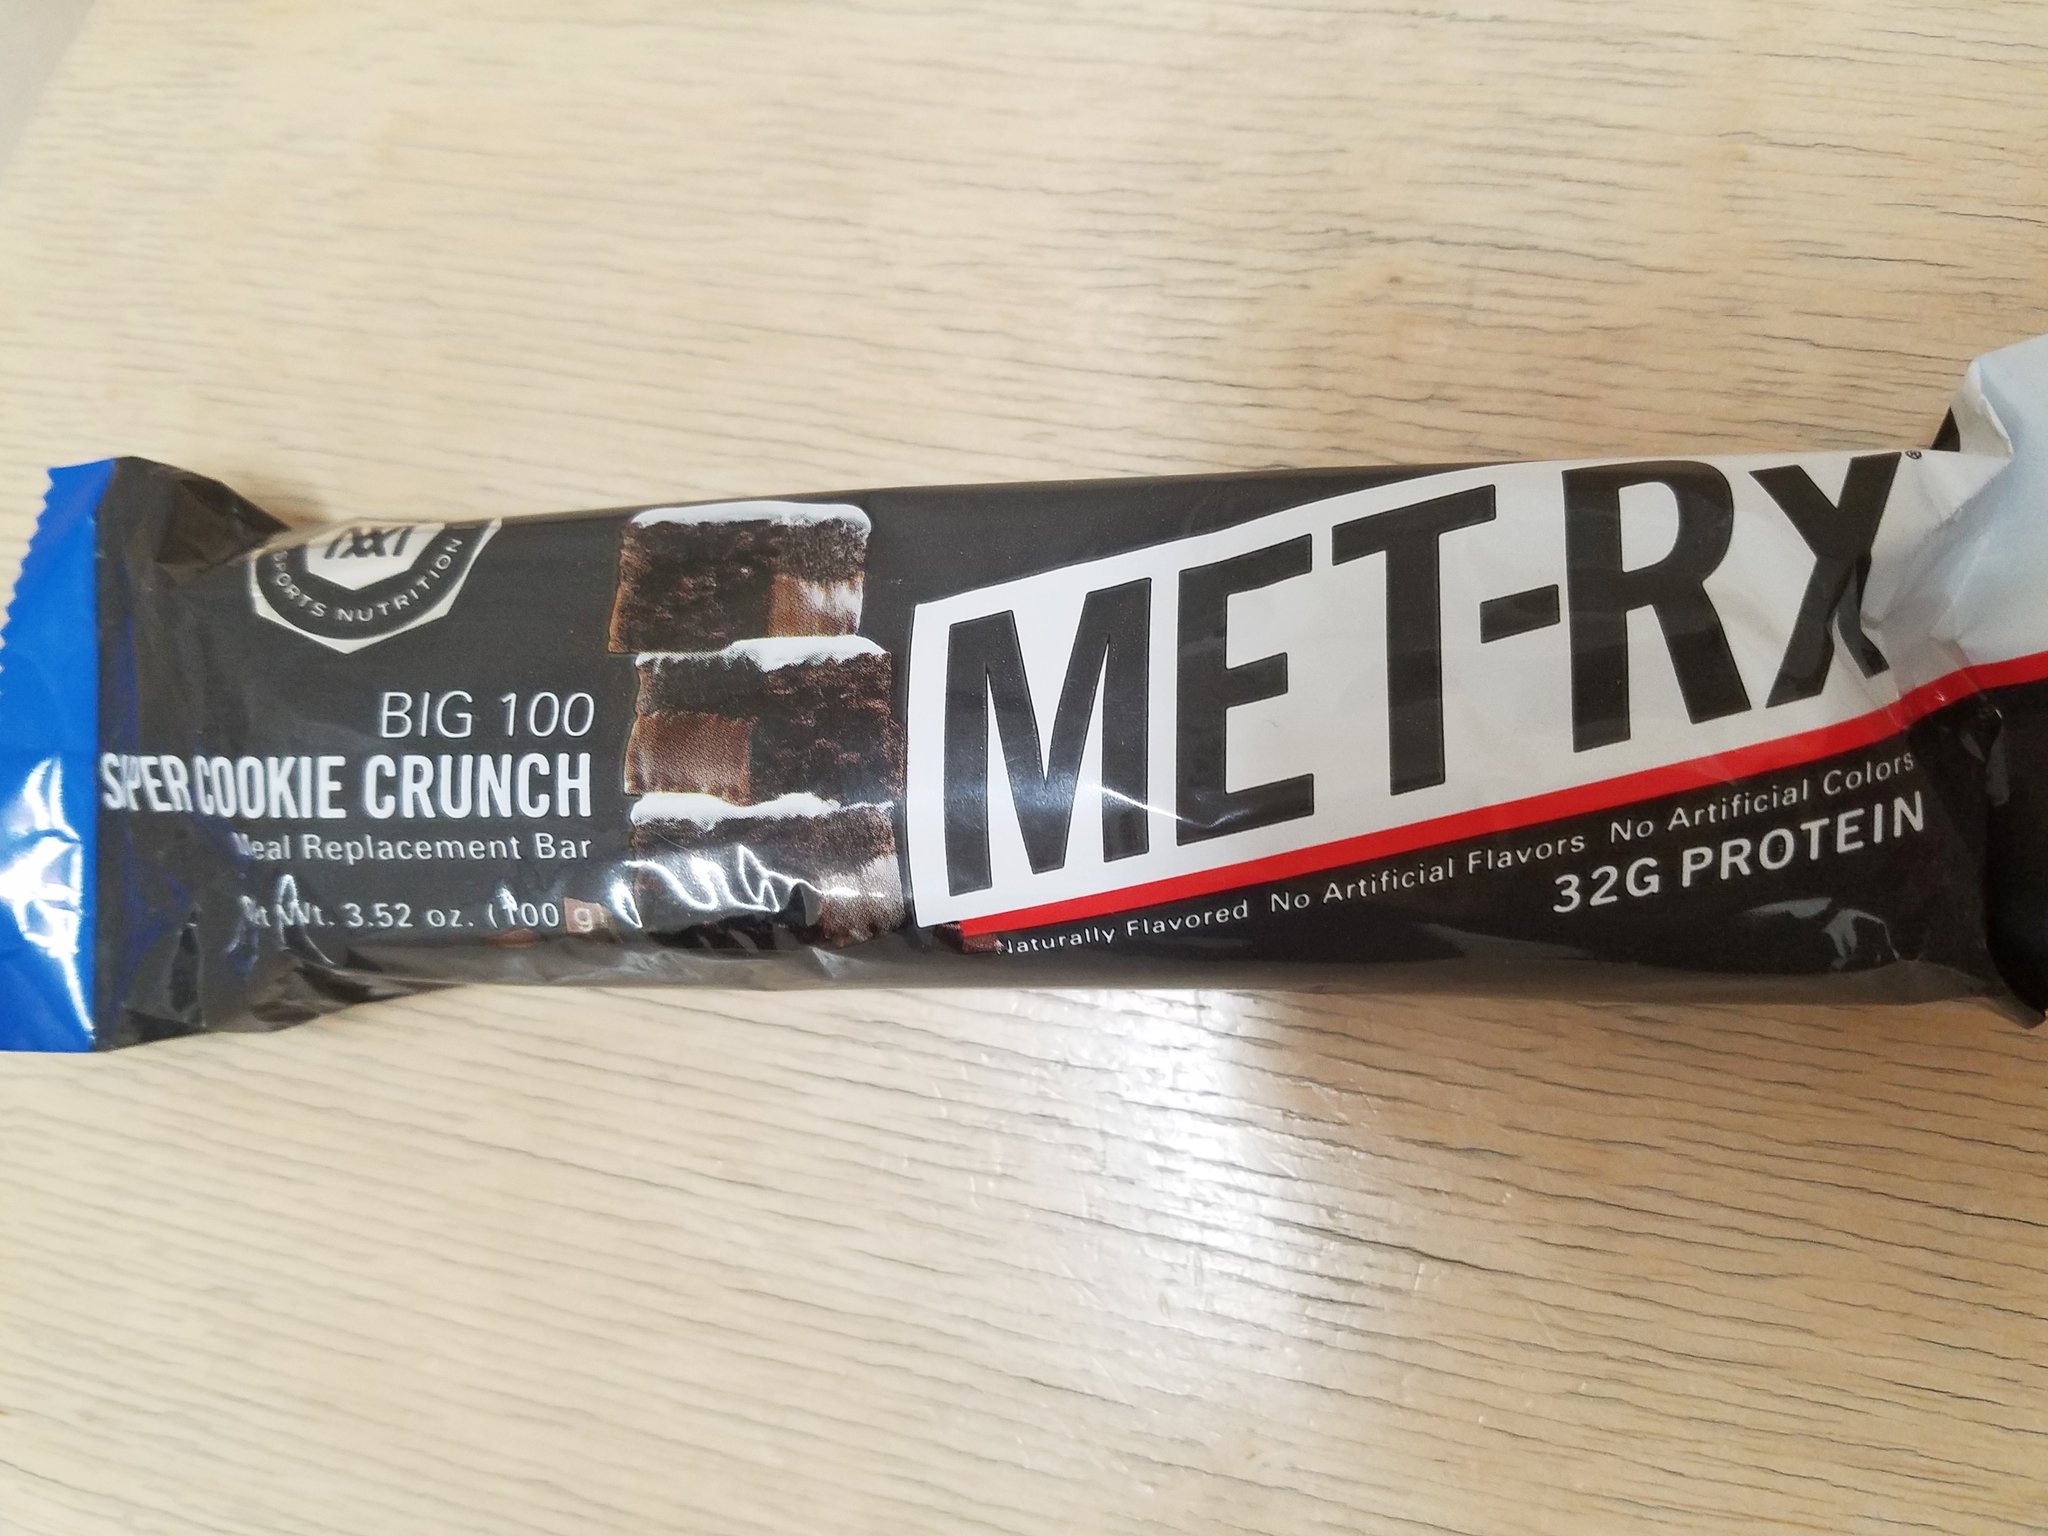 SPORTS NUTRITION
BIG 100
SUPER COOKIE CRUNCH
Meal Replacement Bar
Net Wt. 3.52 oz. (100 g)
MET-RX®
Naturally Flavored No Artificial Flavors No Artificial Colors
32G PROTEIN